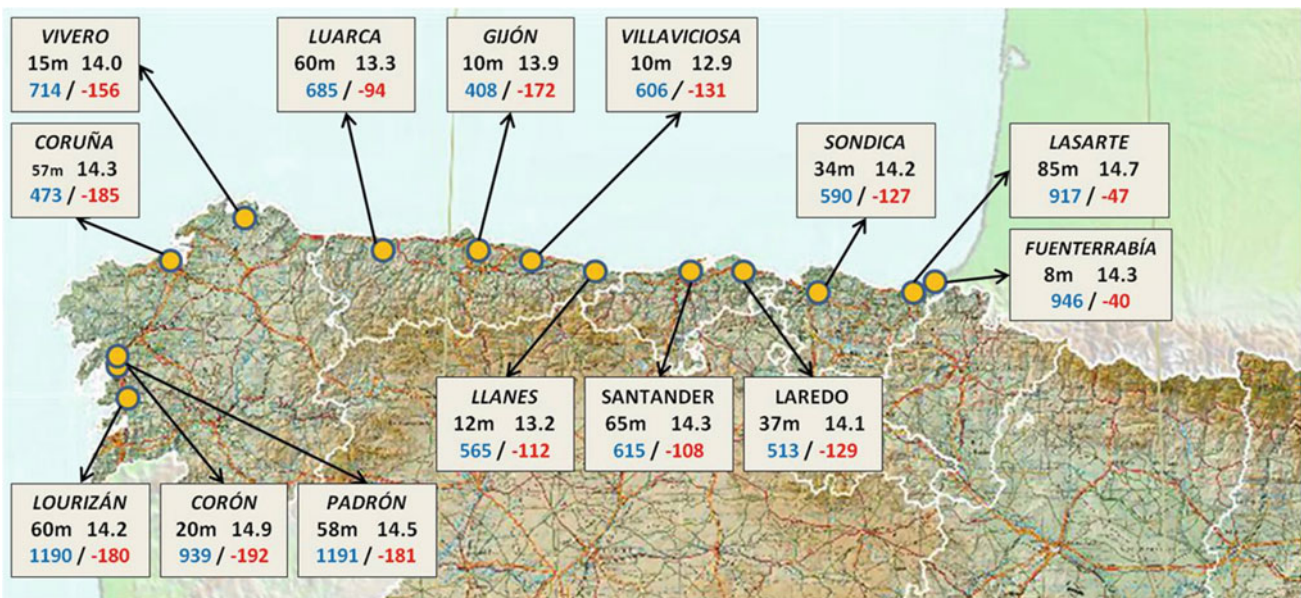 VIVERO
15m 14.0
714 / -156
LUARCA
60m 13.3
685 / -94
GIJÓN
10m 13.9
408 / -172
VILLAVICIOSA
10m 12.9
606 / -131
CORUÑA
57m 14.3
473 / -185
SONDICA
34m 14.2
590 / -127
LASARTE
85m 14.7
917 / -47
FUENTERRABÍA
8m 14.3
946 / -40
LLANES
12m 13.2
565 / -112
SANTANDER
65m 14.3
615 / -108
LAREDO
37m 14.1
513 / -129
LOURIZÁN
60m 14.2
1190 / -180
CORÓN
20m 14.9
939 / -192
PADRÓN
58m 14.5
1191 / -181